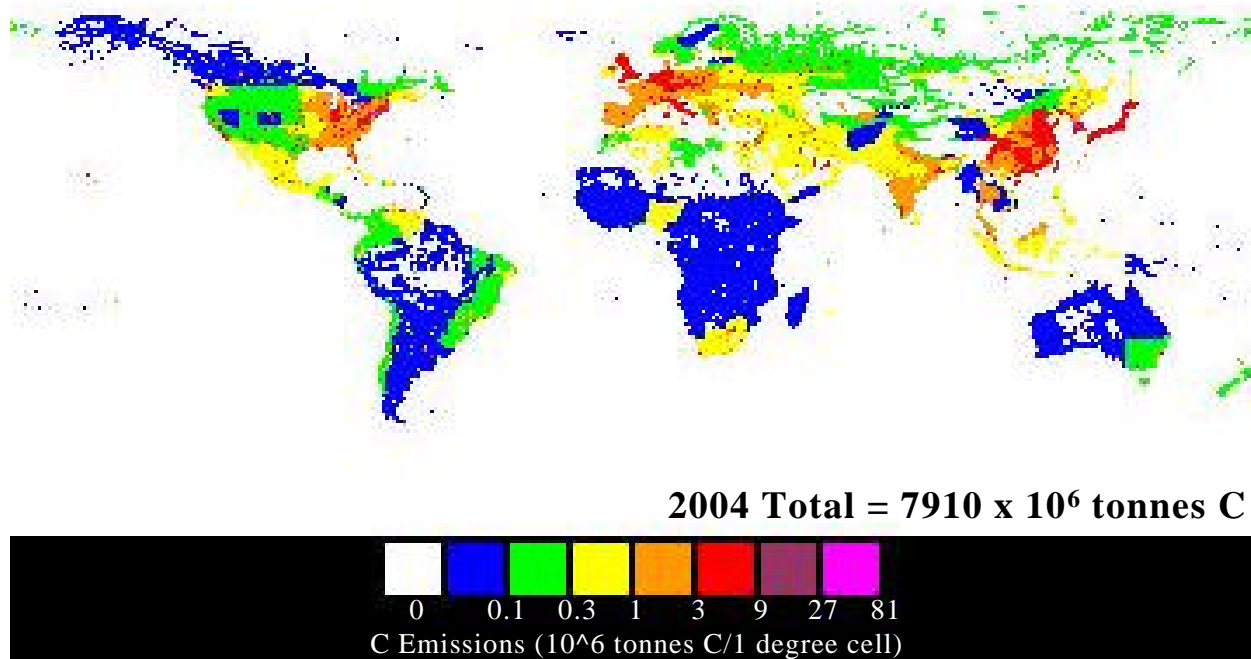 2004 Total = 7910 x 10⁶ tonnes C
0 0.1 0.3 1 3 9 27 81
C Emissions (10^6 tonnes C/1 degree cell)